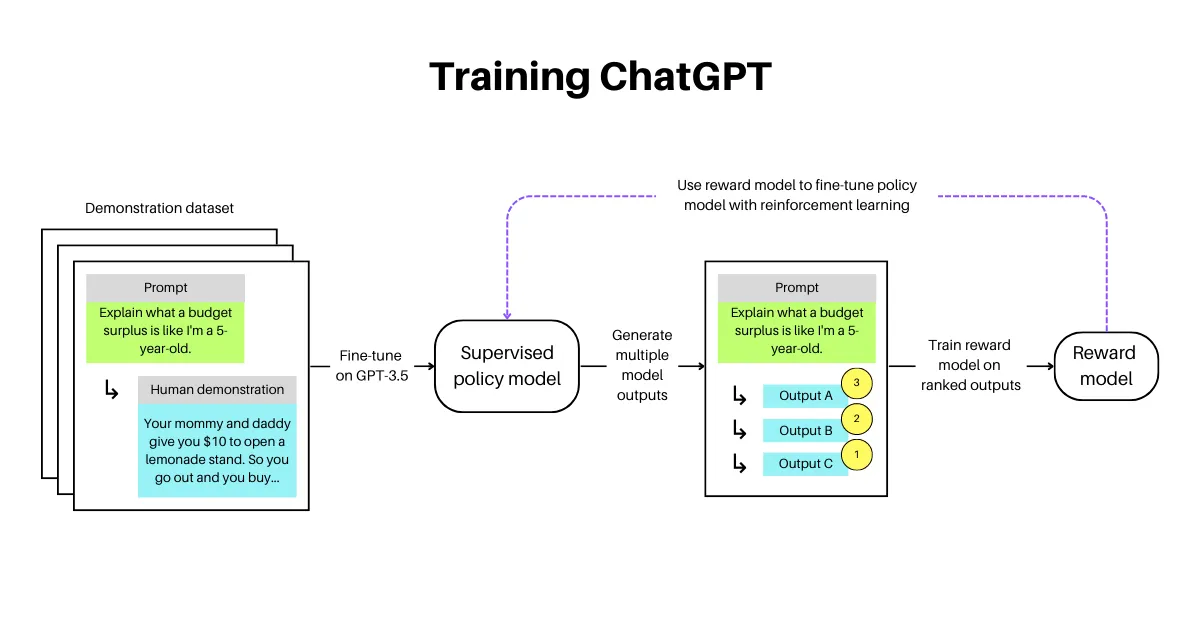 Training ChatGPT
Demonstration dataset
Prompt
Explain what a budget
surplus is like I'm a 5-
year-old.
Human demonstration
Your mommy and daddy
give you $10 to open a
lemonade stand. So you
go out and you buy...
Fine-tune
on GPT-3.5
Supervised
policy model
Use reward model to fine-tune policy
model with reinforcement learning
Generate
multiple
model
outputs
Prompt
Explain what a budget
surplus is like I'm a 5-
year-old.
Output A
3
Output B
2
Output C
1
Train reward
model on
ranked outputs
Reward
model